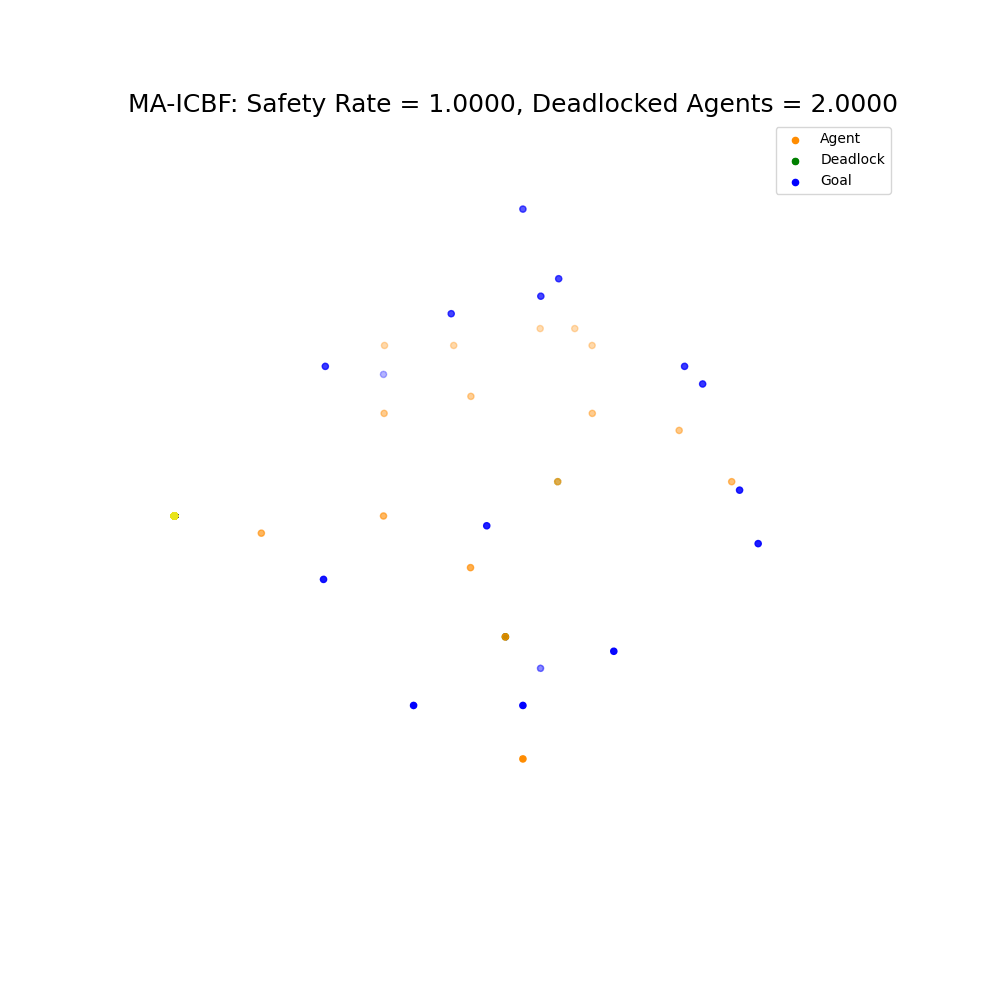 MA-ICBF: Safety Rate = 1.0000, Deadlocked Agents = 2.0000
Agent
Deadlock
Goal